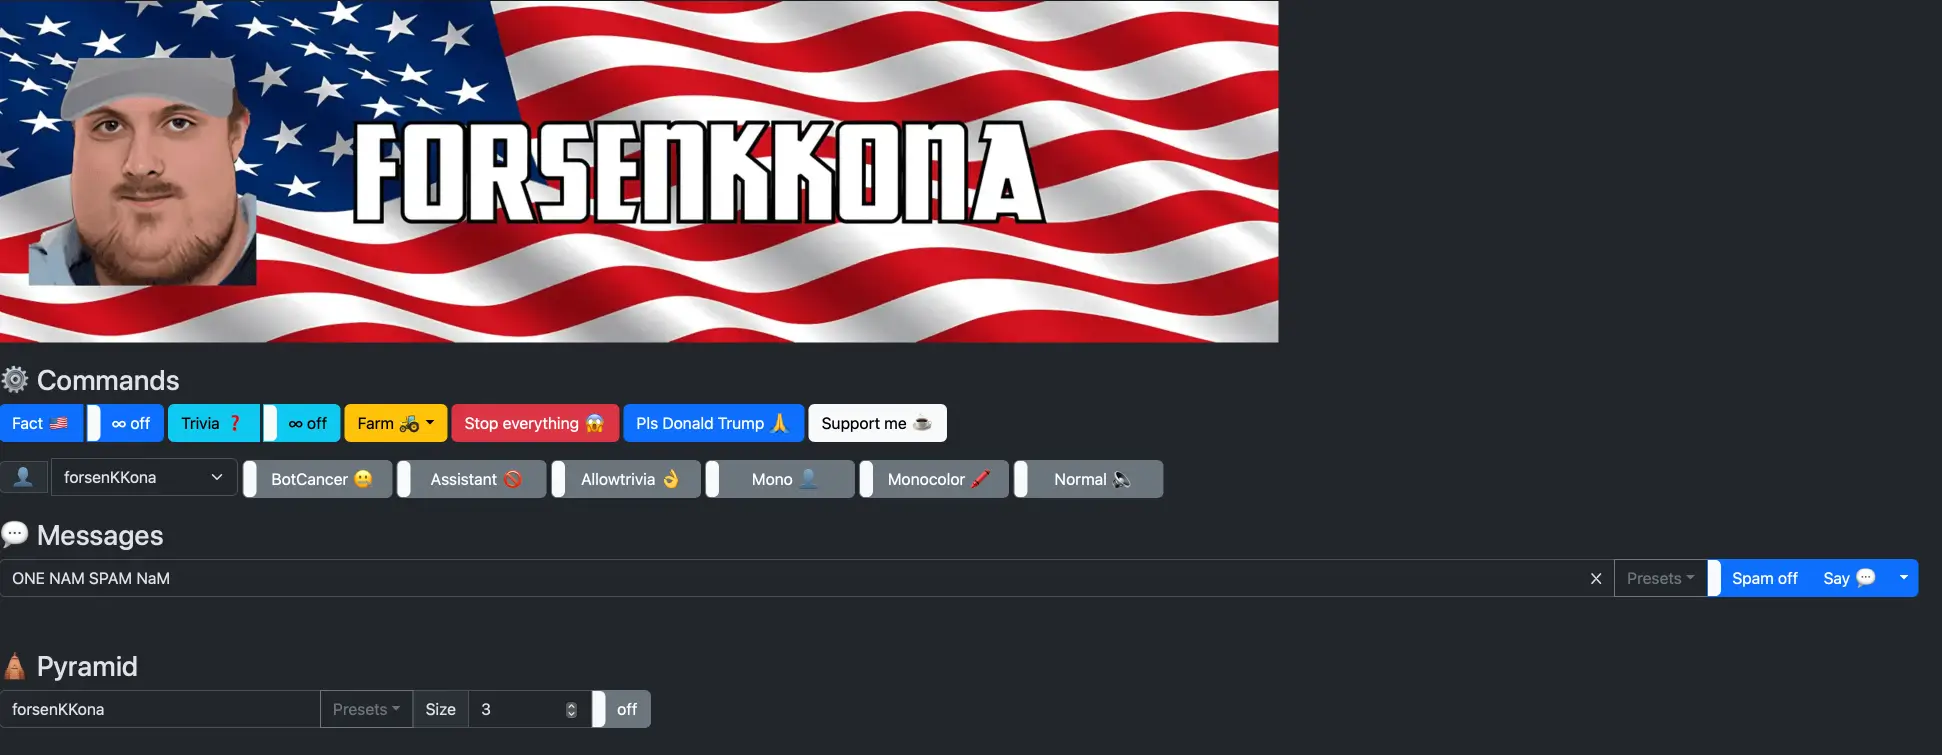 FORSENKKONA
⚙️ Commands
Fact 🇺🇸 ∞ off Trivia ❓ ∞ off Farm 🚜 Stop everything 😱 Pls Donald Trump 🙏 Support me ☕
👤 forsenKKona BotCancer 🤐 Assistant 🚫 Allowtrivia 👌 Mono 👤 Monocolor 🖍️ Normal 🔈
💬 Messages
ONE NAM SPAM NaM Presets Spam off Say 💬
🛕 Pyramid
forsenKKona Presets Size 3 off